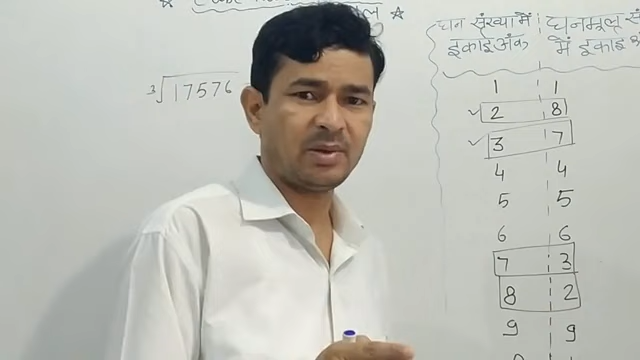 ∛17576
घन संख्या में | घनमूल
इकाई अंक | में इकाई
1 | 1
2 | 8
3 | 7
4 | 4
5 | 5
6 | 6
7 | 3
8 | 2
9 | 9